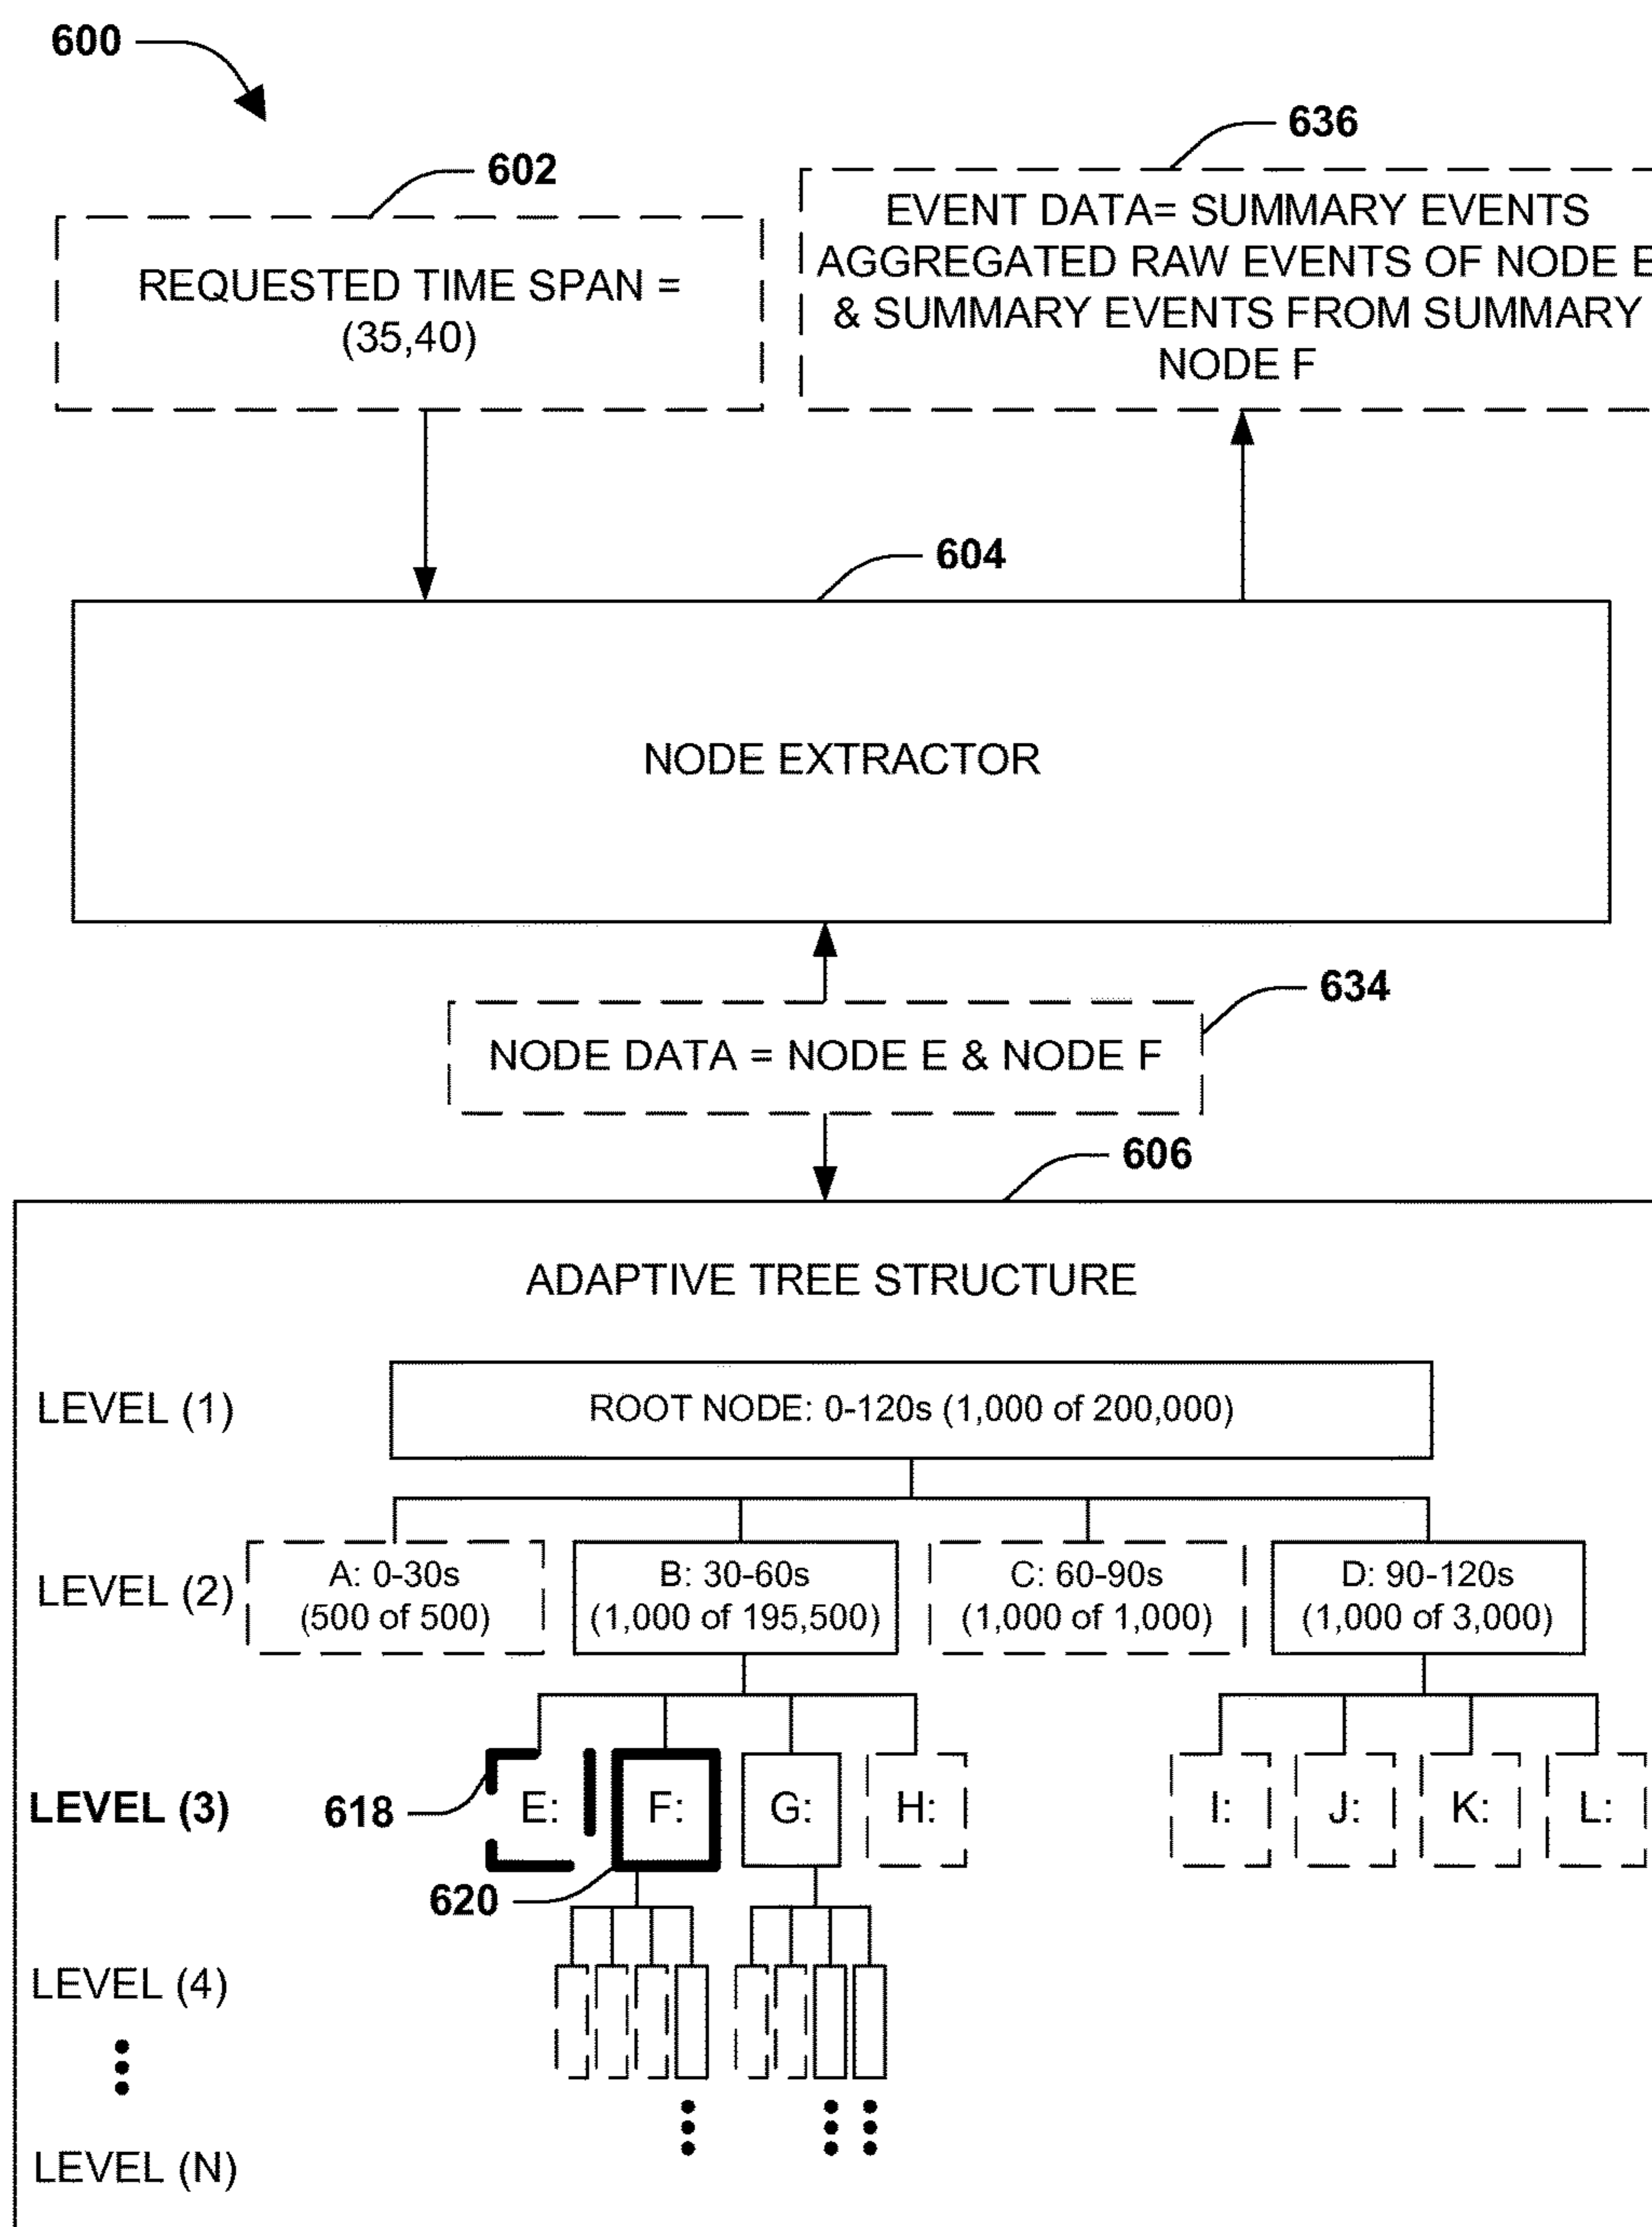 600
636
602
EVENT DATA= SUMMARY EVENTS
AGGREGATED RAW EVENTS OF NODE E
& SUMMARY EVENTS FROM SUMMARY
NODE F
REQUESTED TIME SPAN =
(35,40)
604
NODE EXTRACTOR
634
NODE DATA = NODE E & NODE F
606
ADAPTIVE TREE STRUCTURE
LEVEL (1)
ROOT NODE: 0-120s (1,000 of 200,000)
LEVEL (2)
A: 0-30s
(500 of 500)
B: 30-60s
(1,000 of 195,500)
C: 60-90s
(1,000 of 1,000)
D: 90-120s
(1,000 of 3,000)
LEVEL (3)
618
E:
F:
G:
H:
I:
J:
K:
L:
620
LEVEL (4)
LEVEL (N)